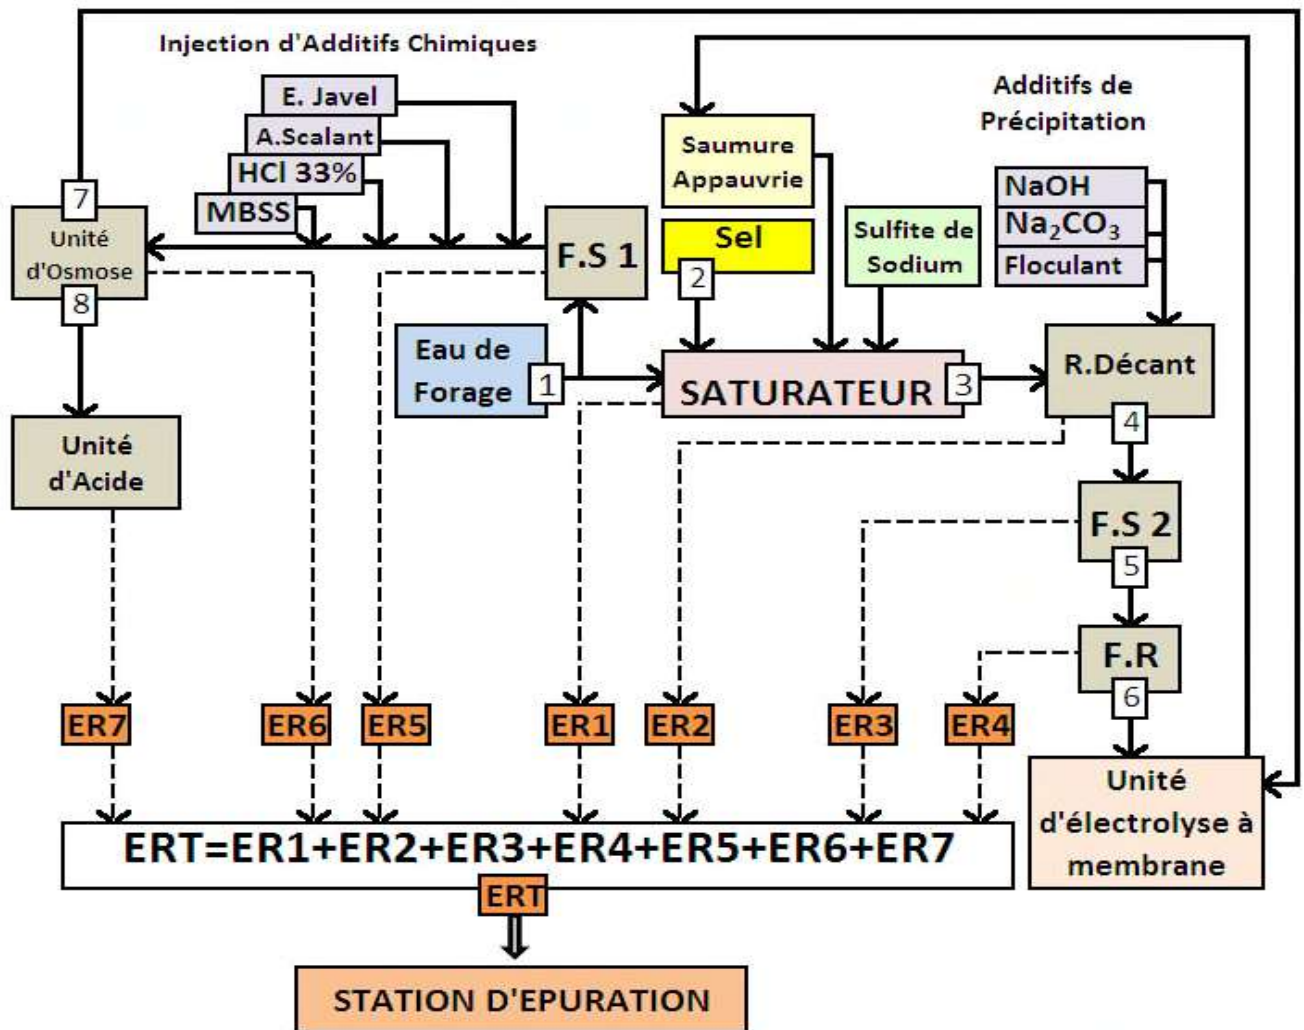 Injection d'Additifs Chimiques
E. Javel
A.Scalant
HCl 33%
MBSS
Additifs de
Précipitation
Saumure
Appauvrie
NaOH
Na₂CO₃
Floculant
7
Unité
d'Osmose
8
F.S 1
Sel
2
Sulfite de
Sodium
Eau de
Forage
1
SATURATEUR
3
R.Décant
4
Unité
d'Acide
F.S 2
5
F.R
6
ER7
ER6
ER5
ER1
ER2
ER3
ER4
Unité
d'électrolyse à
membrane
ERT=ER1+ER2+ER3+ER4+ER5+ER6+ER7
ERT
STATION D'EPURATION